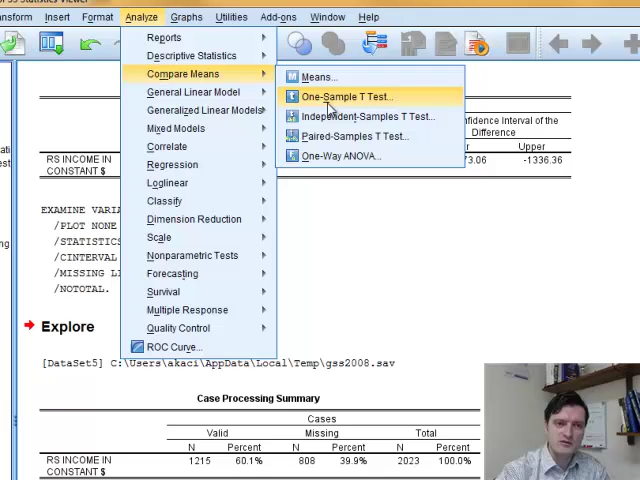 SS Statistics Viewer
ansform Insert Format Analyze Graphs Utilities Add-ons Window Help
Reports
Descriptive Statistics
Compare Means
General Linear Model
Generalized Linear Models
Mixed Models
Correlate
Regression
Loglinear
Classify
Dimension Reduction
Scale
Nonparametric Tests
Forecasting
Survival
Multiple Response
Quality Control
ROC Curve...
Means...
One-Sample T Test...
Independent-Samples T Test...
Paired-Samples T Test...
One-Way ANOVA...
nfidence Interval of the
Difference
RS INCOME IN
CONSTANT $
73.06 -1336.36
EXAMINE VARIA
/PLOT NONE
/STATISTICS
/CINTERVAL
/MISSING LI
/NOTOTAL.
ng
Explore
[DataSet5] C:\Users\akaci\AppData\Local\Temp\gss2008.sav
Case Processing Summary
Cases
Valid Missing Total
N Percent N Percent N Percent
RS INCOME IN
CONSTANT $
1215 60.1% 808 39.9% 2023 100.0%